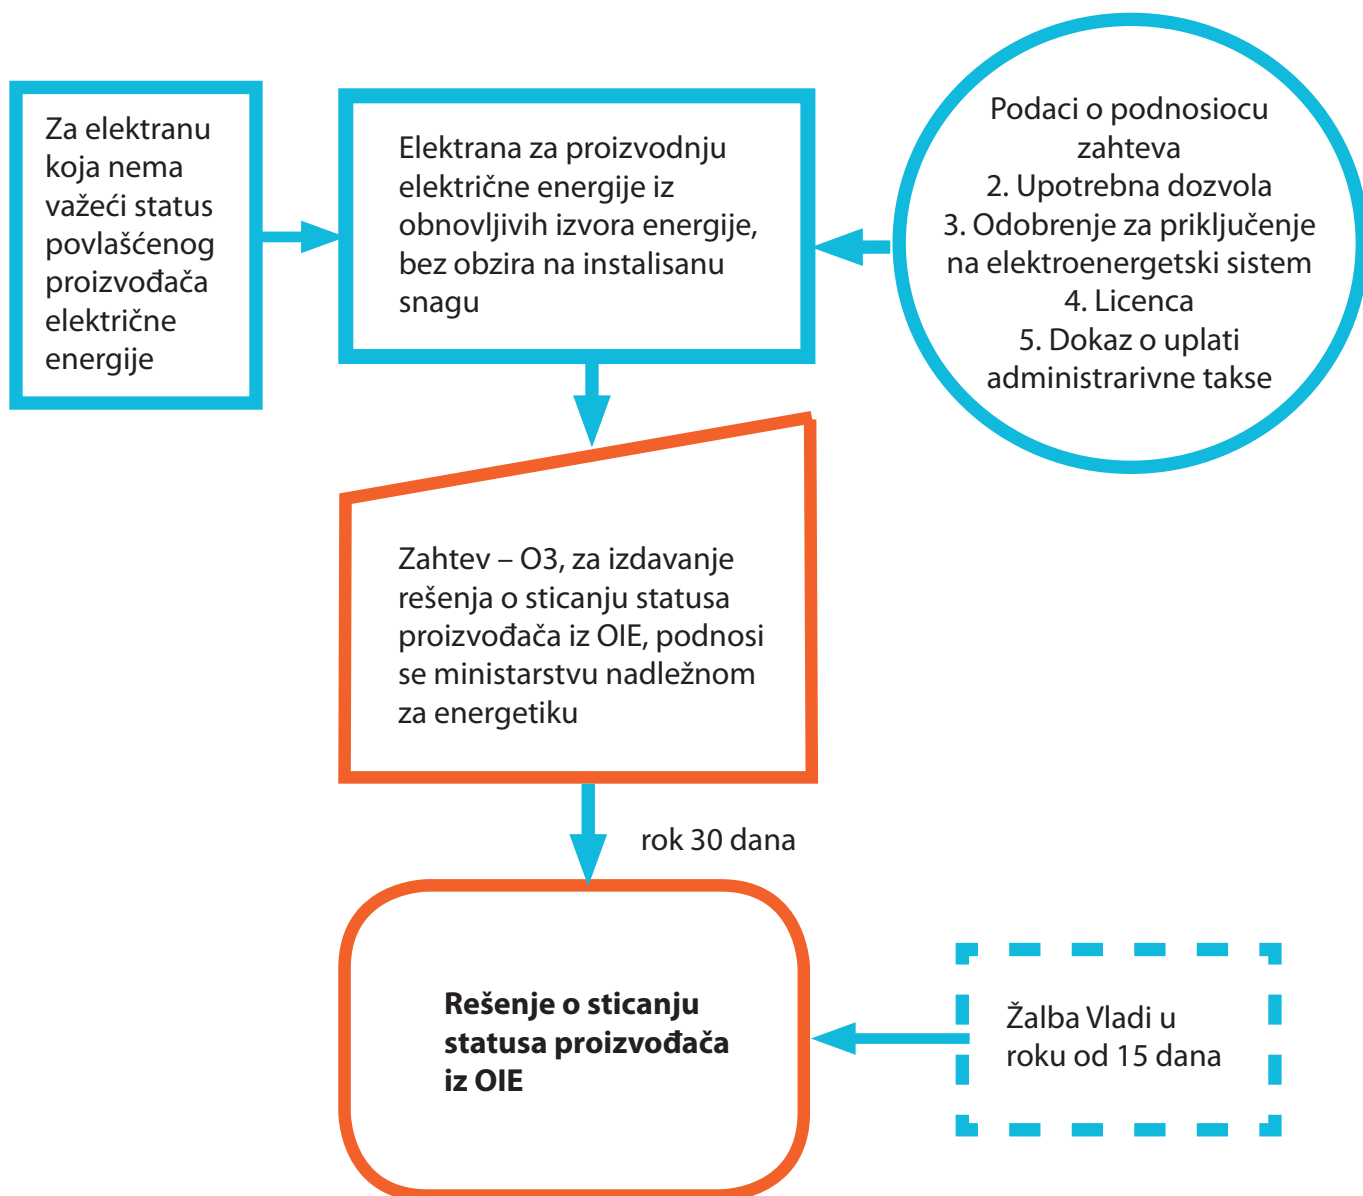 Za elektranu
koja nema
važeći status
povlašćenog
proizvođača
električne
energije
Elektrana za proizvodnju
električne energije iz
obnovljivih izvora energije,
bez obzira na instalisanu
snagu
Podaci o podnosiocu
zahteva
2. Upotrebna dozvola
3. Odobrenje za priključenje
na elektroenergetski sistem
4. Licenca
5. Dokaz o uplati
administrarivne takse
Zahtev – O3, za izdavanje
rešenja o sticanju statusa
proizvođača iz OIE, podnosi
se ministarstvu nadležnom
za energetiku
rok 30 dana
Rešenje o sticanju
statusa proizvođača
iz OIE
Žalba Vladi u
roku od 15 dana